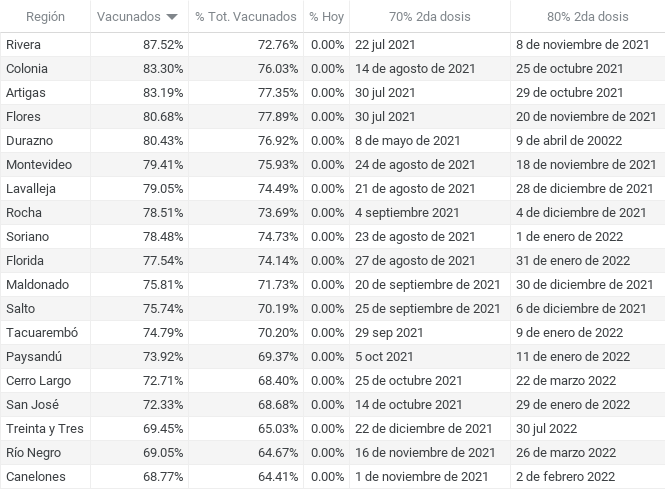 Región Vacunados % Tot. Vacunados % Hoy 70% 2da dosis 80% 2da dosis
Rivera 87.52% 72.76% 0.00% 22 jul 2021 8 de noviembre de 2021
Colonia 83.30% 76.03% 0.00% 14 de agosto de 2021 25 de octubre 2021
Artigas 83.19% 77.35% 0.00% 30 jul 2021 29 de octubre 2021
Flores 80.68% 77.89% 0.00% 30 jul 2021 20 de noviembre de 2021
Durazno 80.43% 76.92% 0.00% 8 de mayo de 2021 9 de abril de 20022
Montevideo 79.41% 75.93% 0.00% 24 de agosto de 2021 18 de noviembre de 2021
Lavalleja 79.05% 74.49% 0.00% 21 de agosto de 2021 28 de diciembre de 2021
Rocha 78.51% 73.69% 0.00% 4 septiembre 2021 4 de diciembre de 2021
Soriano 78.48% 74.73% 0.00% 23 de agosto de 2021 1 de enero de 2022
Florida 77.54% 74.14% 0.00% 27 de agosto de 2021 31 de enero de 2022
Maldonado 75.81% 71.73% 0.00% 20 de septiembre de 2021 30 de diciembre de 2021
Salto 75.74% 70.19% 0.00% 25 de septiembre de 2021 6 de diciembre de 2021
Tacuarembó 74.79% 70.20% 0.00% 29 sep 2021 9 de enero de 2022
Paysandú 73.92% 69.37% 0.00% 5 oct 2021 11 de enero de 2022
Cerro Largo 72.71% 68.40% 0.00% 25 de octubre de 2021 22 de marzo 2022
San José 72.33% 68.68% 0.00% 14 de octubre de 2021 29 de enero de 2022
Treinta y Tres 69.45% 65.03% 0.00% 22 de diciembre de 2021 30 jul 2022
Río Negro 69.05% 64.67% 0.00% 16 de noviembre de 2021 26 de marzo 2022
Canelones 68.77% 64.41% 0.00% 1 de noviembre de 2021 2 de febrero 2022